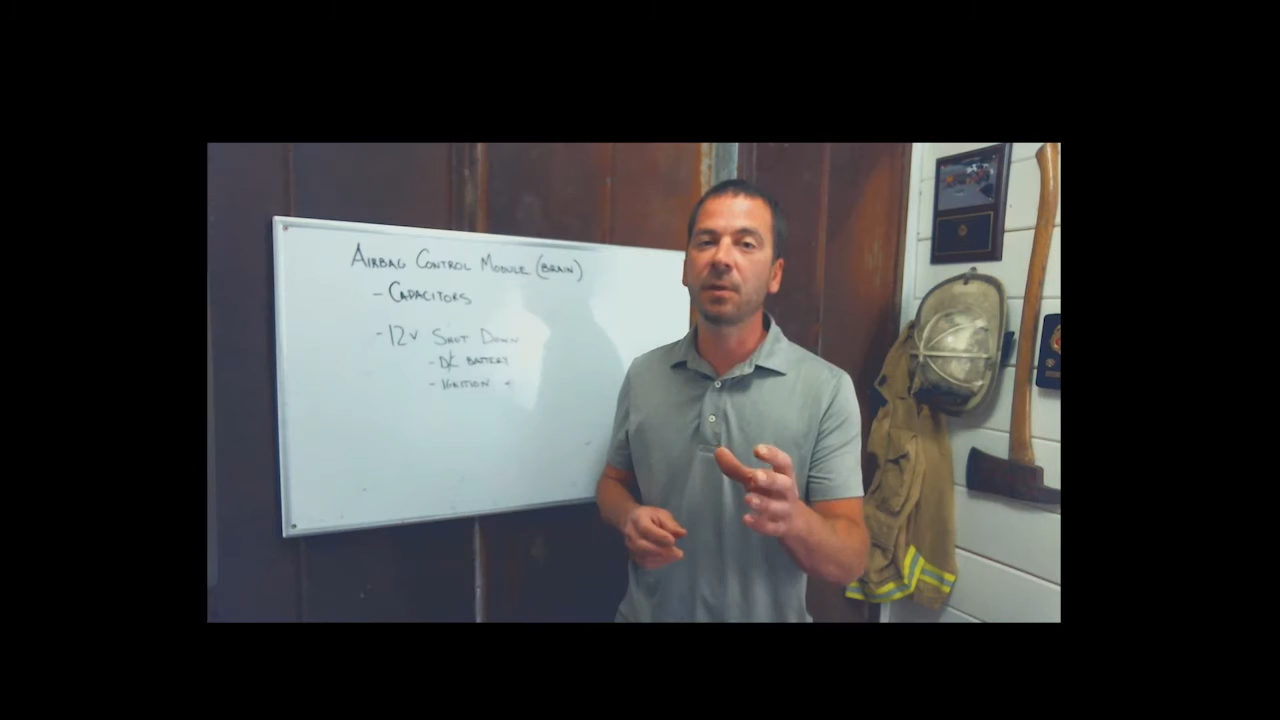 AIRBAG CONTROL MODULE (BRAIN)
- CAPACITORS
- 12V SHUT DOWN
- D/C BATTERY
- IGNITION